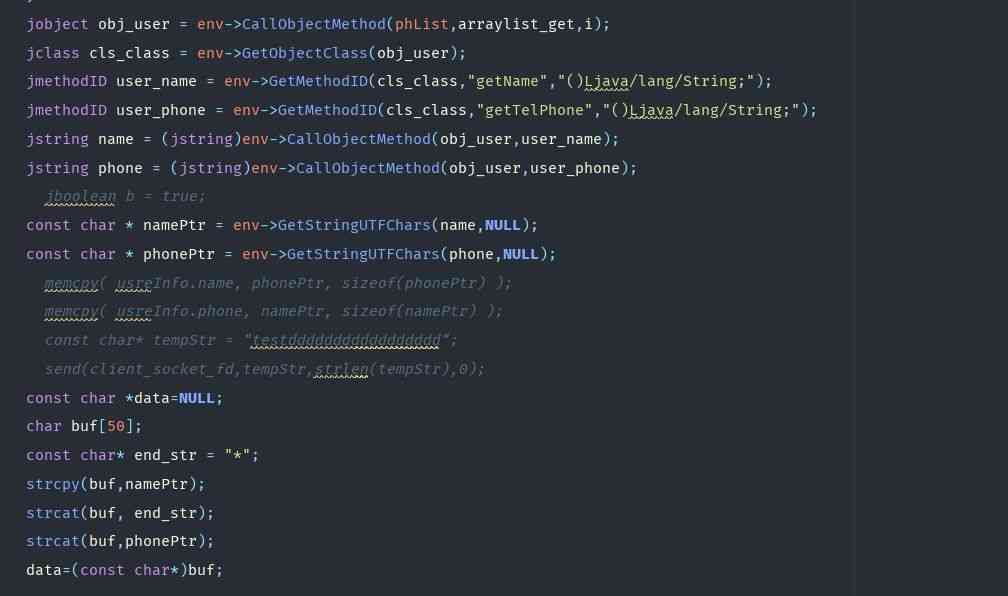 jobject obj_user = env->CallObjectMethod(phList,arraylist_get,i);
jclass cls_class = env->GetObjectClass(obj_user);
jmethodID user_name = env->GetMethodID(cls_class,"getName","()Ljava/lang/String;");
jmethodID user_phone = env->GetMethodID(cls_class,"getTelPhone","()Ljava/lang/String;");
jstring name = (jstring)env->CallObjectMethod(obj_user,user_name);
jstring phone = (jstring)env->CallObjectMethod(obj_user,user_phone);
jboolean b = true;
const char * namePtr = env->GetStringUTFChars(name,NULL);
const char * phonePtr = env->GetStringUTFChars(phone,NULL);
memcpy( usreInfo.name, phonePtr, sizeof(phonePtr) );
memcpy( usreInfo.phone, namePtr, sizeof(namePtr) );
const char* tempStr = "testddddddddddddddddd";
send(client_socket_fd,tempStr,strlen(tempStr),0);
const char *data=NULL;
char buf[50];
const char* end_str = "*";
strcpy(buf,namePtr);
strcat(buf, end_str);
strcat(buf,phonePtr);
data=(const char*)buf;